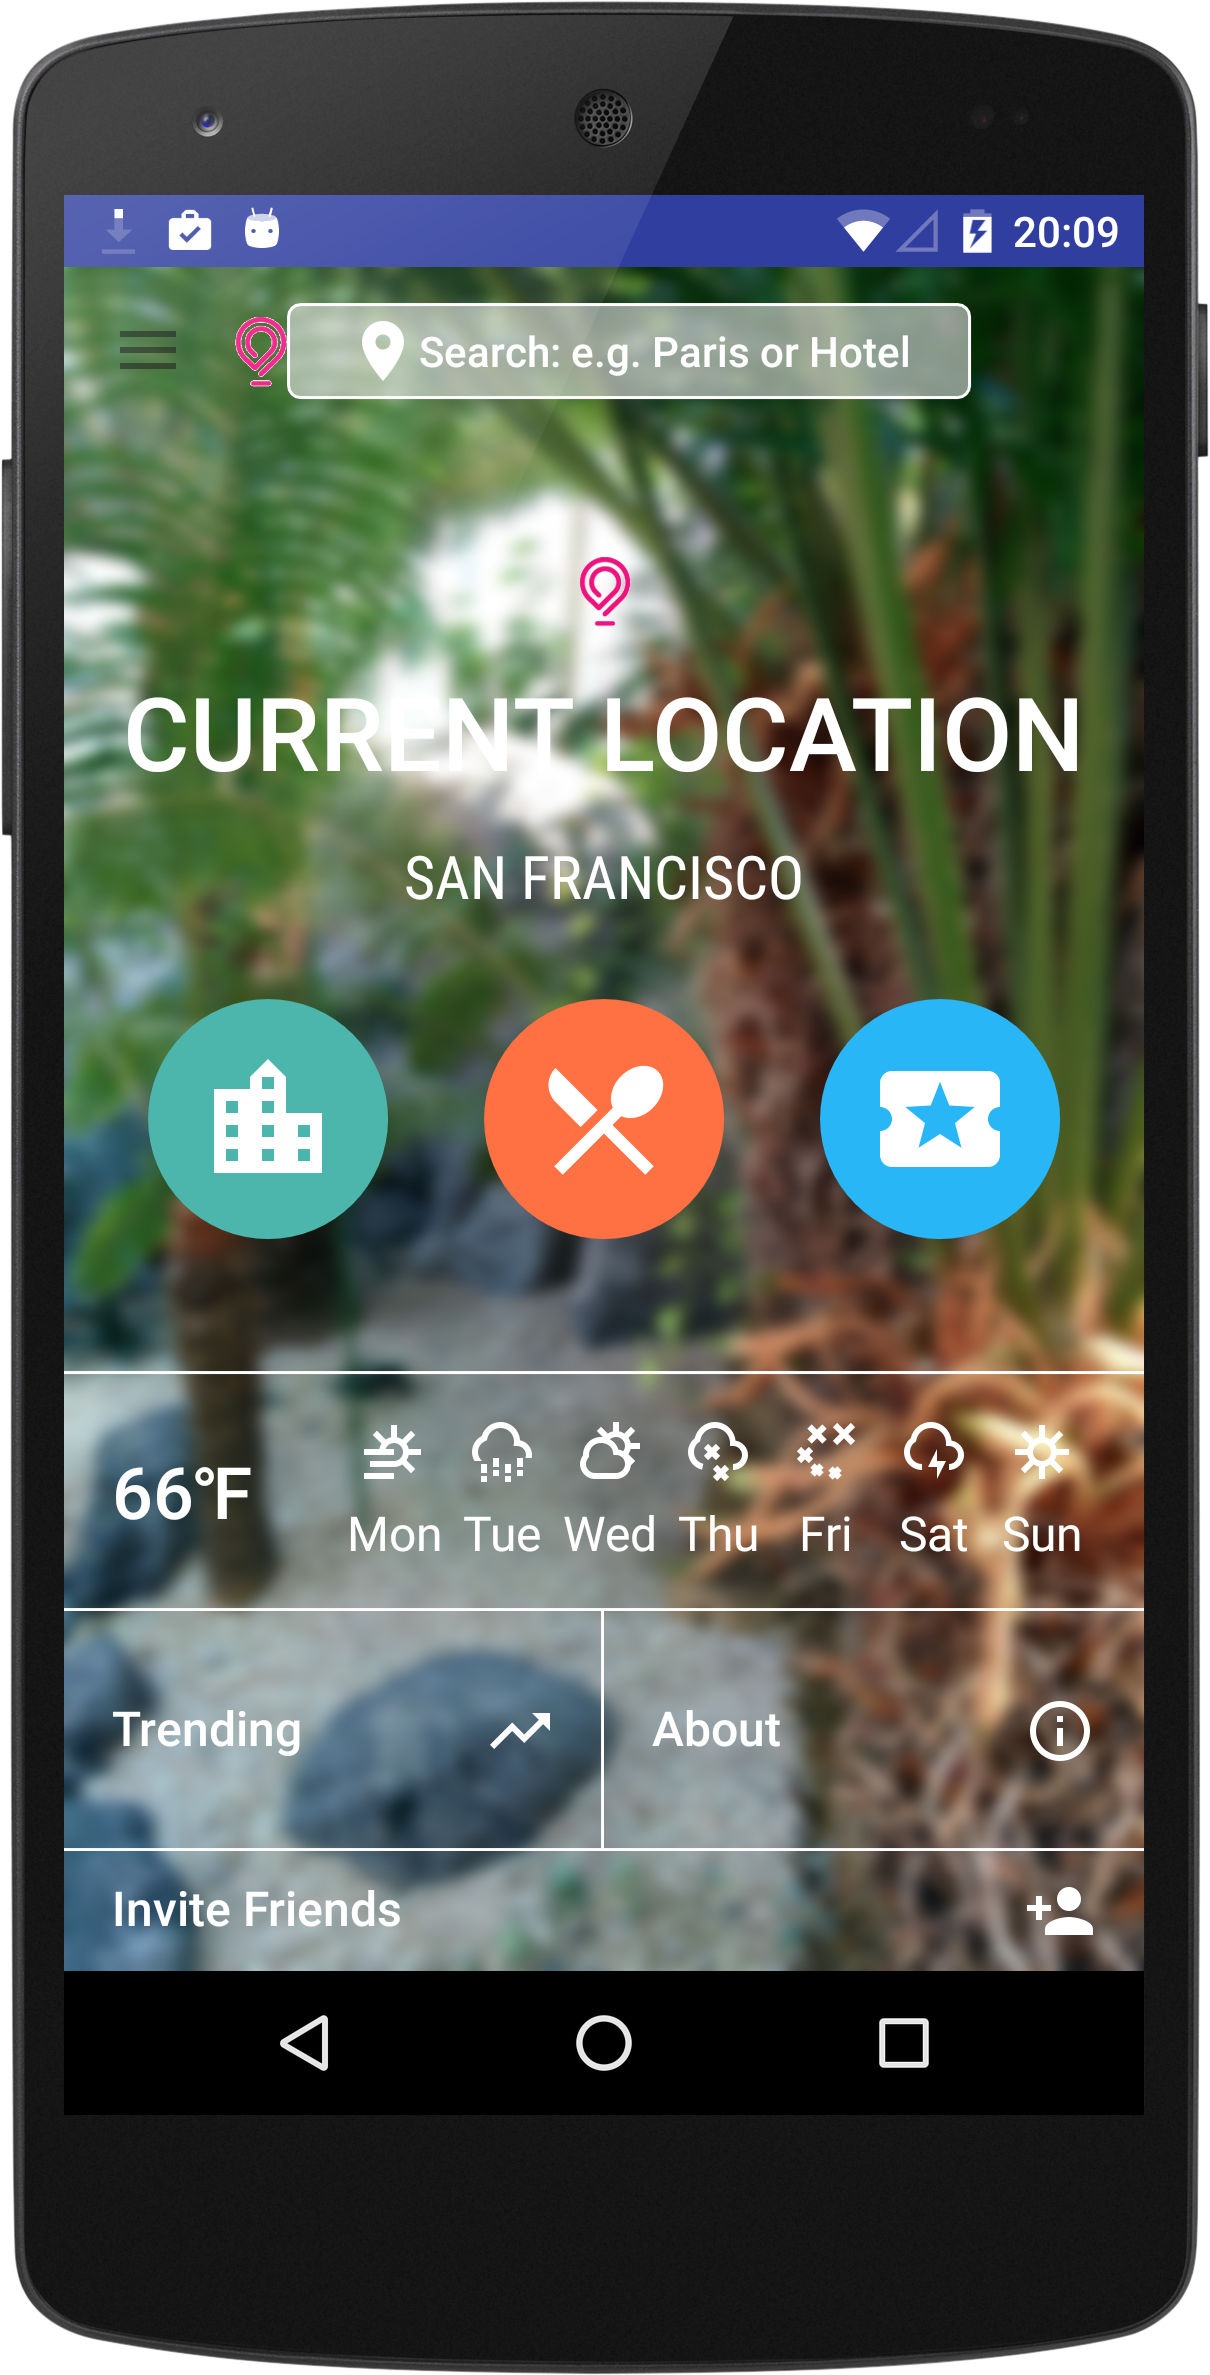 20:09
Search: e.g. Paris or Hotel
CURRENT LOCATION
SAN FRANCISCO
66°F
Mon Tue Wed Thu Fri Sat Sun
Trending
About
Invite Friends